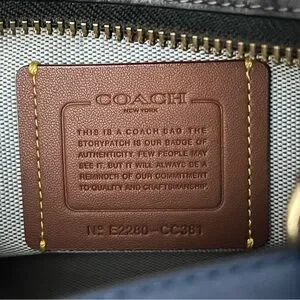 COACH
NEW YORK
THIS IS A COACH BAG. THE
STORYPATCH IS OUR BADGE OF
AUTHENTICITY. FEW PEOPLE MAY
SEE IT. BUT IT WILL ALWAYS BE A
REMINDER OF OUR COMMITMENT
TO QUALITY AND CRAFTSMANSHIP.
Nº E2280-CC381